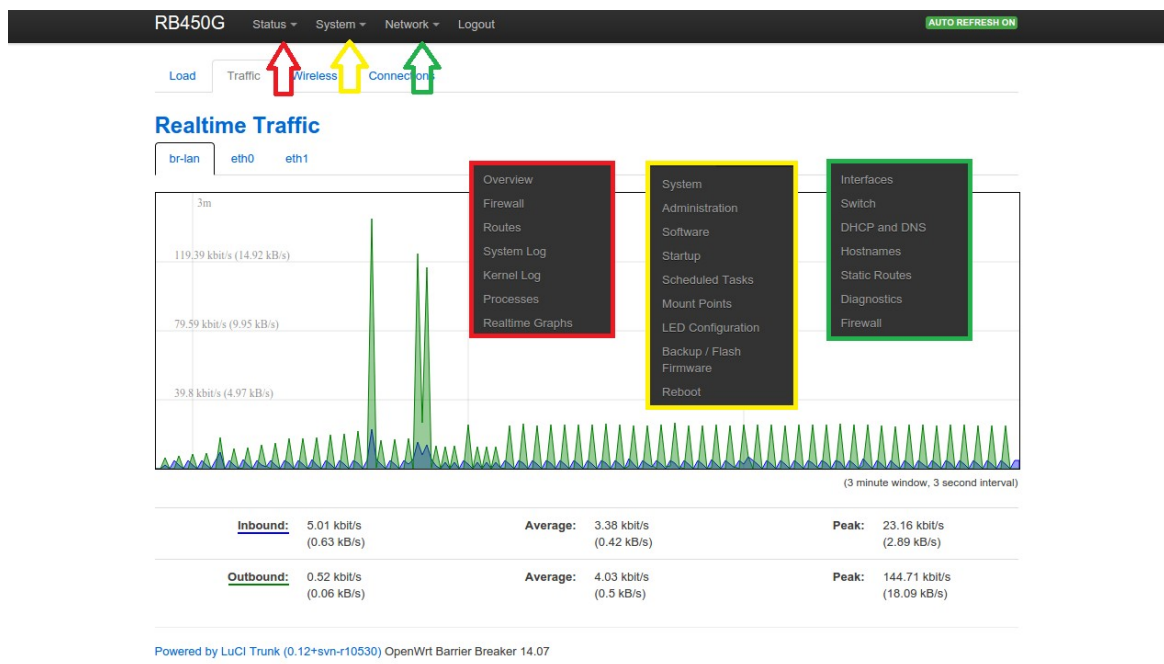 RB450G Status System Network Logout AUTO REFRESH ON
Load Traffic Wireless Connections
Realtime Traffic
br-lan eth0 eth1
3m
119.39 kbit/s (14.92 kB/s)
79.59 kbit/s (9.95 kB/s)
39.8 kbit/s (4.97 kB/s)
Overview
Firewall
Routes
System Log
Kernel Log
Processes
Realtime Graphs
System
Administration
Software
Startup
Scheduled Tasks
Mount Points
LED Configuration
Backup / Flash
Firmware
Reboot
Interfaces
Switch
DHCP and DNS
Hostnames
Static Routes
Diagnostics
Firewall
(3 minute window, 3 second interval)
Inbound: 5.01 kbit/s Average: 3.38 kbit/s Peak: 23.16 kbit/s
(0.63 kB/s) (0.42 kB/s) (2.89 kB/s)
Outbound: 0.52 kbit/s Average: 4.03 kbit/s Peak: 144.71 kbit/s
(0.06 kB/s) (0.5 kB/s) (18.09 kB/s)
Powered by LuCI Trunk (0.12+svn-r10530) OpenWrt Barrier Breaker 14.07